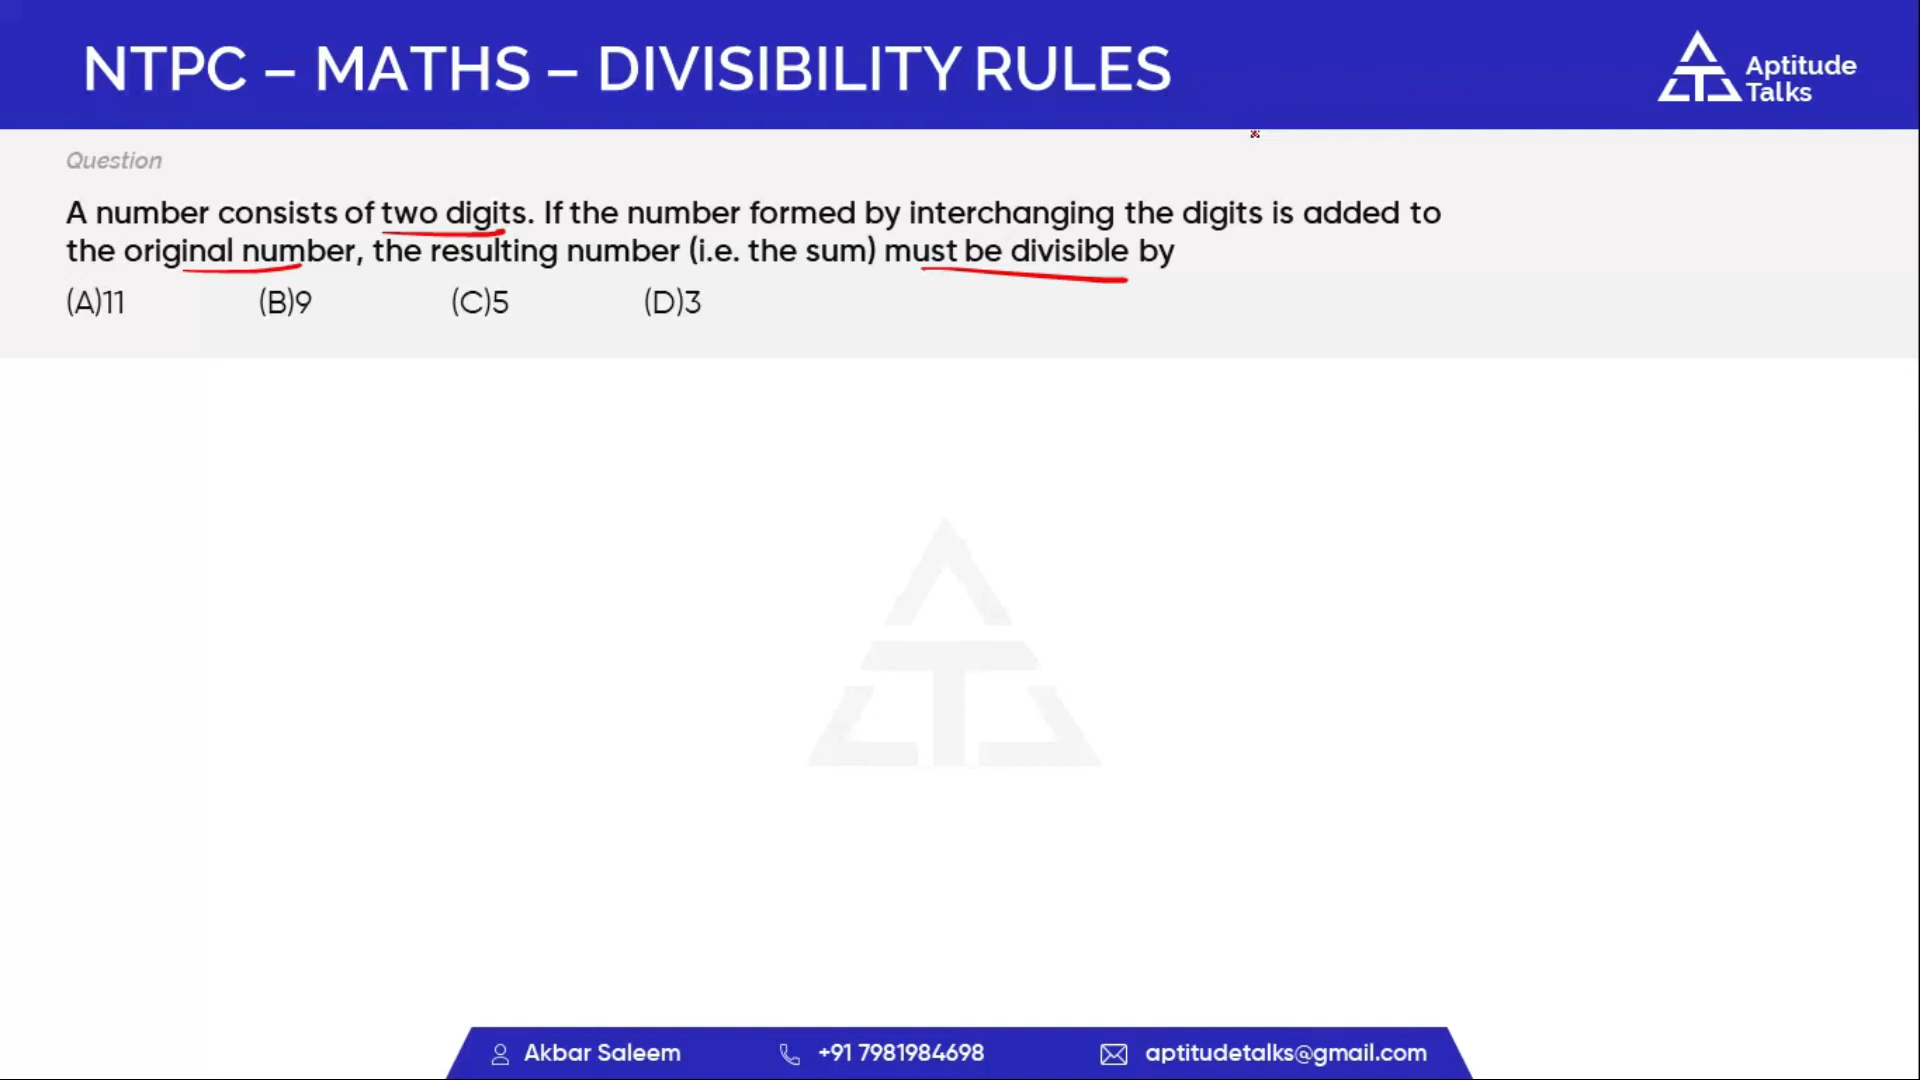 NTPC – MATHS – DIVISIBILITY RULES
Aptitude
Talks
Question
A number consists of two digits. If the number formed by interchanging the digits is added to
the original number, the resulting number (i.e. the sum) must be divisible by
(A)11 (B)9 (C)5 (D)3
Akbar Saleem +91 7981984698 aptitudetalks@gmail.com